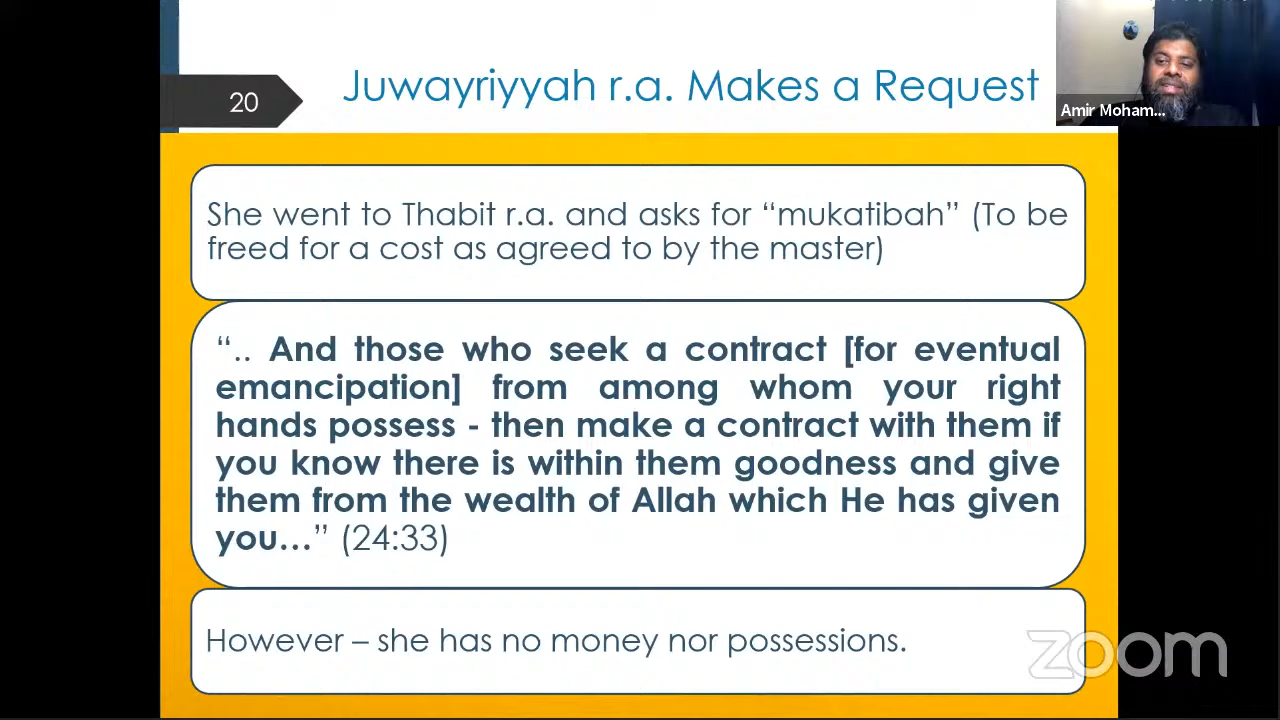 20
Juwayriyyah r.a. Makes a Request
Amir Moham...
She went to Thabit r.a. and asks for “mukatibah” (To be
freed for a cost as agreed to by the master)
“.. And those who seek a contract [for eventual
emancipation] from among whom your right
hands possess - then make a contract with them if
you know there is within them goodness and give
them from the wealth of Allah which He has given
you...” (24:33)
However – she has no money nor possessions.
zoom